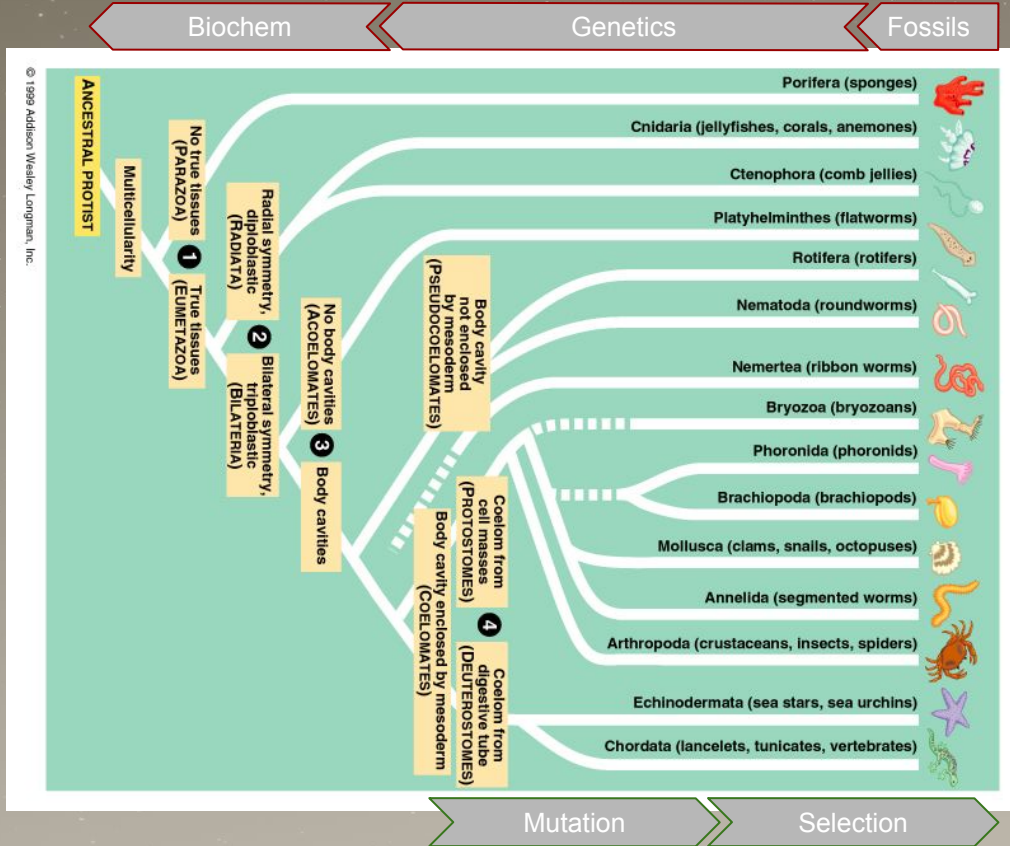 Biochem
Genetics
Fossils
© 1999 Addison Wesley Longman, Inc.
ANCESTRAL PROTIST
Multicellularity
No true tissues
(PARAZOA)
1
True tissues
(EUMETAZOA)
Radial symmetry,
diploblastic
(RADIATA)
2
Bilateral symmetry,
triploblastic
(BILATERIA)
No body cavities
(ACOELOMATES)
3
Body cavities
Body cavity
not enclosed
by mesoderm
(PSEUDOCOELOMATES)
Body cavity enclosed by mesoderm
(COELOMATES)
Coelom from
cell masses
(PROTOSTOMES)
4
Coelom from
digestive tube
(DEUTEROSTOMES)
Porifera (sponges)
Cnidaria (jellyfishes, corals, anemones)
Ctenophora (comb jellies)
Platyhelminthes (flatworms)
Rotifera (rotifers)
Nematoda (roundworms)
Nemertea (ribbon worms)
Bryozoa (bryozoans)
Phoronida (phoronids)
Brachiopoda (brachiopods)
Mollusca (clams, snails, octopuses)
Annelida (segmented worms)
Arthropoda (crustaceans, insects, spiders)
Echinodermata (sea stars, sea urchins)
Chordata (lancelets, tunicates, vertebrates)
Mutation
Selection